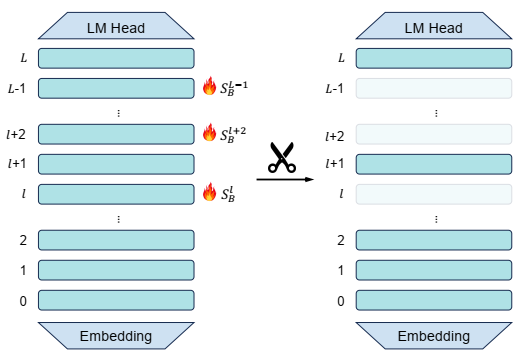 LM Head
L
L-1
S_B^{L-1}
⋮
l+2
S_B^{l+2}
l+1
l
S_B^l
⋮
2
1
0
Embedding
LM Head
L
L-1
⋮
l+2
l+1
l
⋮
2
1
0
Embedding